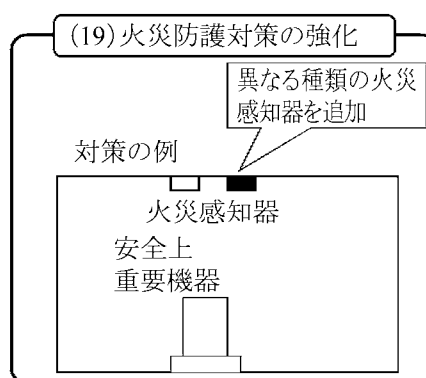 (19)火災防護対策の強化
異なる種類の火災
感知器を追加
対策の例
火災感知器
安全上
重要機器